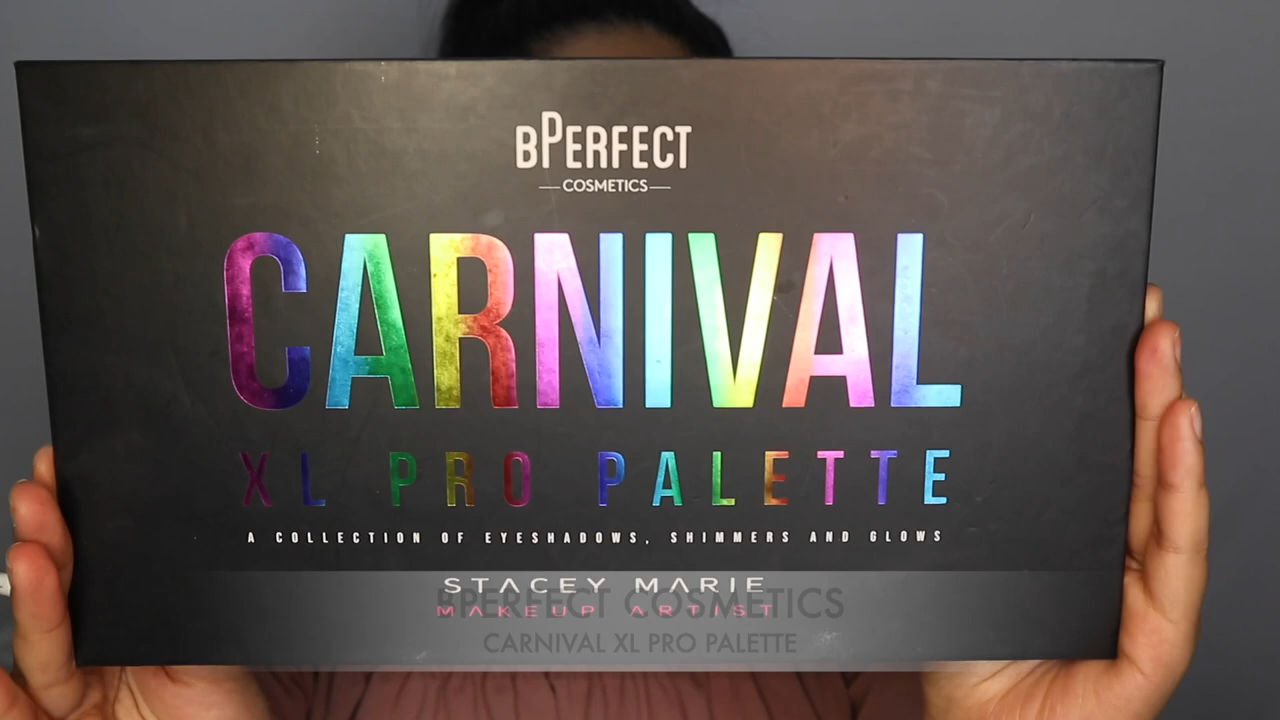 BPERFECT
COSMETICS
CARNIVAL
XL PRO PALETTE
A COLLECTION OF EYESHADOWS, SHIMMERS AND GLOWS
STACEY MARIE
BPERFECT COSMETICS
MAKEUP ARTIST
CARNIVAL XL PRO PALETTE